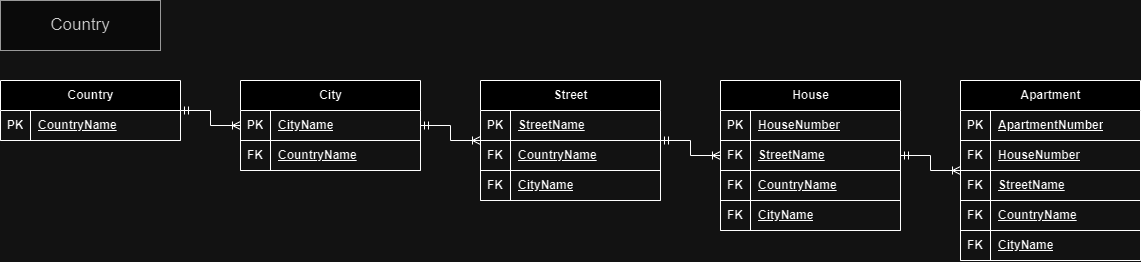 Country
Country
PK CountryName
City
PK CityName
FK CountryName
Street
PK StreetName
FK CountryName
FK CityName
House
PK HouseNumber
FK StreetName
FK CountryName
FK CityName
Apartment
PK ApartmentNumber
FK HouseNumber
FK StreetName
FK CountryName
FK CityName